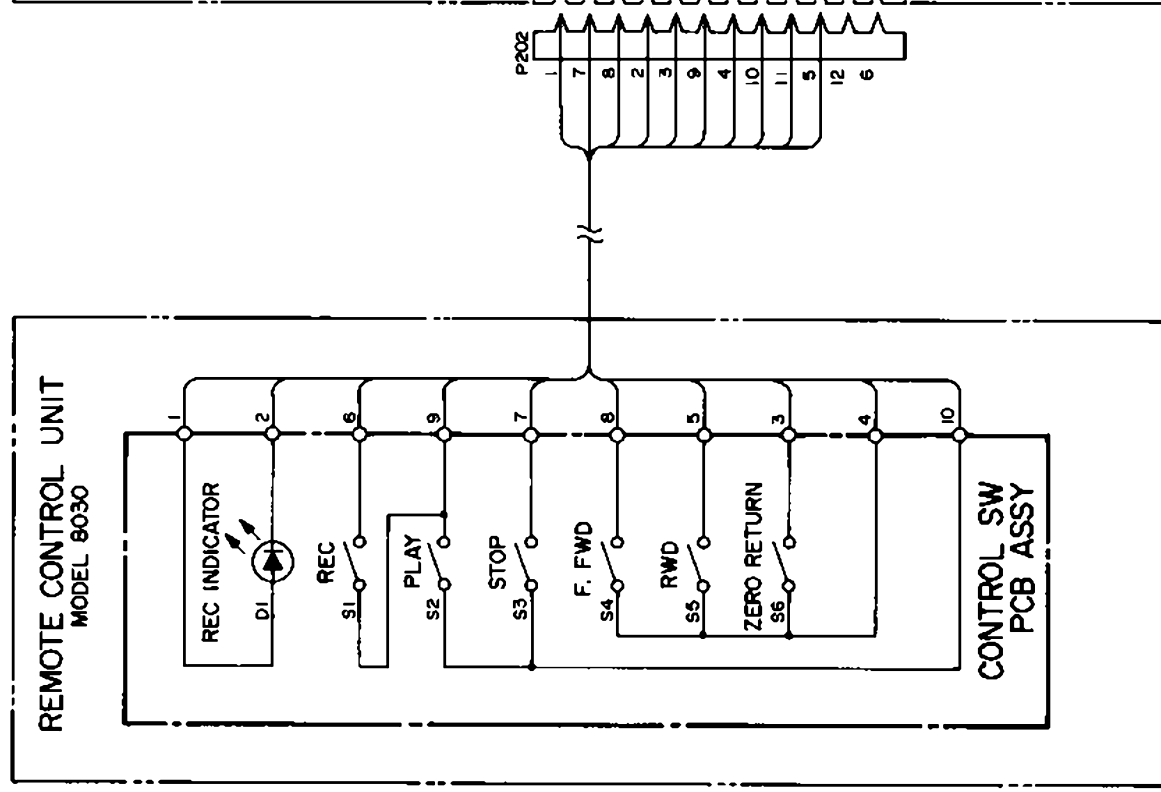 P202
1 7 8 2 3 9 4 10 11 5 12 6
REMOTE CONTROL UNIT
MODEL 8030
1 2 6 9 7 8 5 3 4 10
REC INDICATOR
D1
REC
S1
PLAY
S2
STOP
S3
F. FWD
S4
RWD
S5
ZERO RETURN
S6
CONTROL SW
PCB ASSY